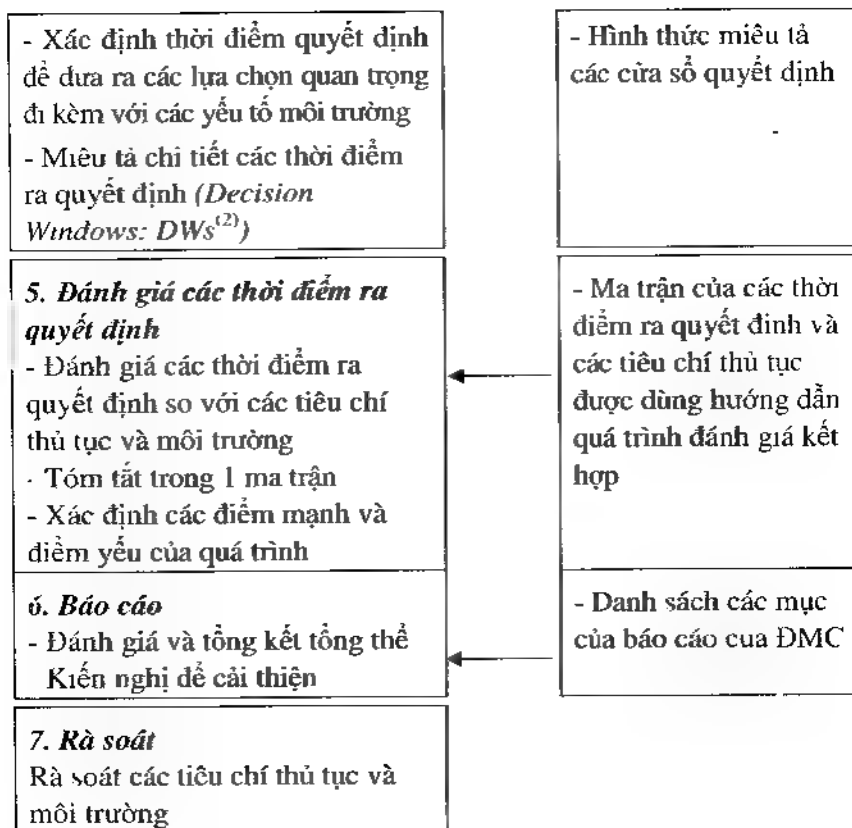 - Xác định thời điểm quyết định
để đưa ra các lựa chọn quan trọng
đi kèm với các yếu tố môi trường
- Miêu tả chi tiết các thời điểm
ra quyết định (Decision
Windows: DWs(2))
- Hình thức miêu tả
các cửa sổ quyết định
5. Đánh giá các thời điểm ra
quyết định
- Đánh giá các thời điểm ra
quyết định so với các tiêu chí
thủ tục và môi trường
- Tóm tắt trong 1 ma trận
- Xác định các điểm mạnh và
điểm yếu của quá trình
- Ma trận của các thời
điểm ra quyết đinh và
các tiêu chí thủ tục
được dùng hướng dẫn
quá trình đánh giá kết
hợp
6. Báo cáo
- Đánh giá và tổng kết tổng thể
Kiến nghị để cải thiện
- Danh sách các mục
của báo cáo cua ĐMC
7. Rà soát
Rà soát các tiêu chí thủ tục và
môi trường